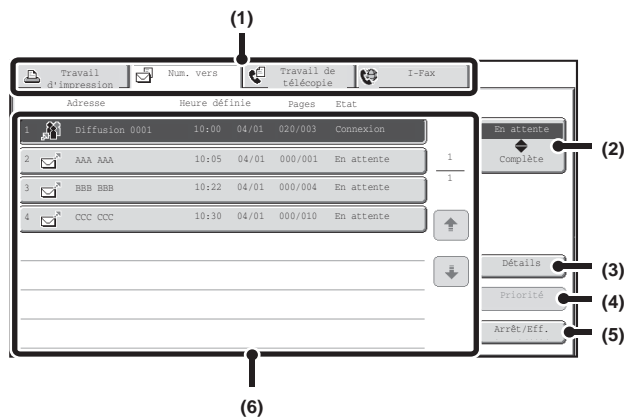 (1)
Travail d'impression
Num. vers
Travail de télécopie
I-Fax
Adresse Heure définie Pages Etat
1 Diffusion 0001 10:00 04/01 020/003 Connexion
2 AAA AAA 10:05 04/01 000/001 En attente
3 BBB BBB 10:22 04/01 000/004 En attente
4 CCC CCC 10:30 04/01 000/010 En attente
1
1
En attente
Complète
(2)
Détails
(3)
Priorité
(4)
Arrêt/Eff.
(5)
(6)